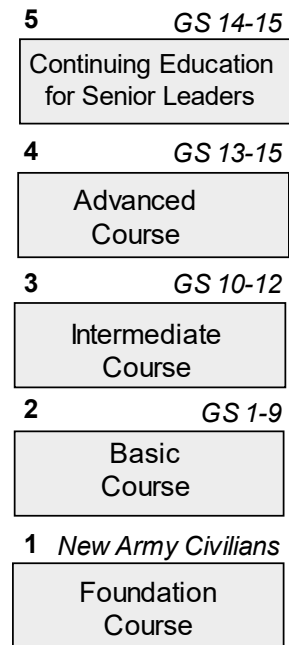 5 GS 14-15
Continuing Education
for Senior Leaders
4 GS 13-15
Advanced
Course
3 GS 10-12
Intermediate
Course
2 GS 1-9
Basic
Course
1 New Army Civilians
Foundation
Course